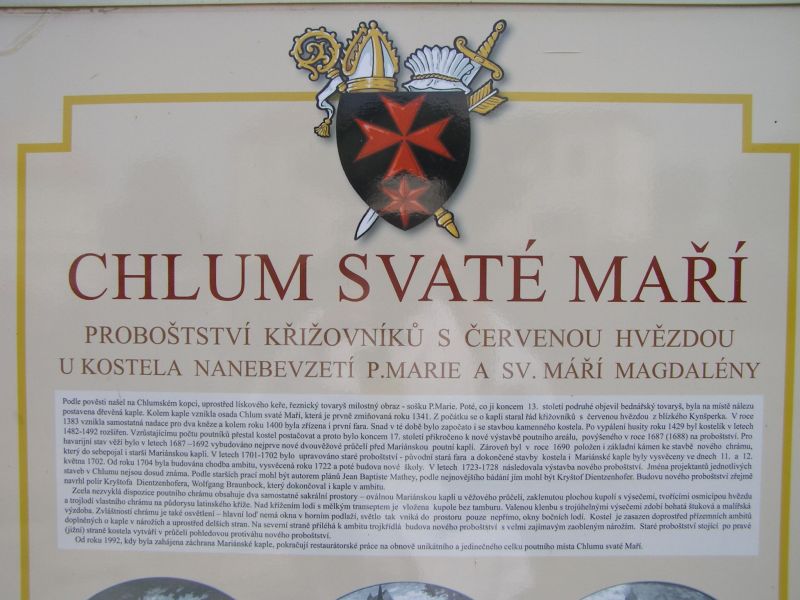 CHLUM SVATÉ MAŘÍ
PROBOŠTSTVÍ KŘIŽOVNÍKŮ S ČERVENOU HVĚZDOU
U KOSTELA NANEBEVZETÍ P.MARIE A SV. MÁŘÍ MAGDALÉNY
Podle pověsti našel na Chlumském kopci, uprostřed lískového keře, řeznický tovaryš milostný obraz - sošku P.Marie. Poté, co ji koncem 13. století podruhé objevil bednářský tovaryš, byla na místě nálezu
postavena dřevěná kaple. Kolem kaple vznikla osada Chlum svaté Maří, která je prvně zmiňovaná roku 1341. Z počátku se o kapli staral řád křížovníků s červenou hvězdou z blízkého Kynšperka. V roce
1383 vznikla samostatná nadace pro dva kněze a kolem roku 1400 byla zřízena i první fara. Snad v té době bylo započato i se stavbou kamenného kostela. Po vypálení husity roku 1429 byl kostelík v letech
1482-1492 rozšířen. Vzrůstajícímu počtu poutníků přestal kostel postačovat a proto bylo koncem 17. století přikročeno k nové výstavbě poutního areálu, povýšeného v roce 1687 (1688) na proboštství. Pro
havarijní stav věží bylo v letech 1687 –1692 vybudováno nejprve nové dvouvěžové průčelí před Mariánskou poutní kaplí. Zároveň byl v roce 1690 položen i základní kámen ke stavbě nového chrámu,
který do sebepojal i starší Mariánskou kapli. V letech 1701-1702 bylo upravováno staré proboštství - původní stará fara a dokončené stavby kostela i Mariánské kaple byly vysvěceny ve dnech 11. a 12.
května 1702. Od roku 1704 byla budována chodba ambitu, vysvěcená roku 1722 a poté budova nové školy. V letech 1723-1728 následovala výstavba nového proboštství. Jména projektantů jednotlivých
staveb v Chlumu nejsou dosud známa. Podle starších prací mohl být autorem plánů Jean Baptiste Mathey, podle nejnovějšího bádání jím mohl být Kryštof Dientzenhofer. Budovu nového proboštství zřejmě
navrhl polír Kryštofa Dientzenhofera, Wolfgang Braunbock, který dokončoval i kaple v ambitu.
Zcela nezvyklá dispozice poutního chrámu obsahuje dva samostatné sakrální prostory – oválnou Mariánskou kapli u věžového průčelí, zaklenutou plochou kupolí s výsečemi, tvořícími osmicípou hvězdu
a trojlodí vlastního chrámu na půdorysu latinského kříže. Nad křížením lodi s mělkým transeptem je vložena kupole bez tamburu. Valenou klenbu s trojúhelnými výsečemi zdobí bohatá štuková a malířská
výzdoba. Zvláštností chrámu je také osvětlení – hlavní loď nemá okna v horním podlaží, světlo tak vniká do prostoru pouze nepřímo, okny bočních lodí. Kostel je zasazen doprostřed přízemních ambitů
doplněných o kaple v nárožích a uprostřed delších stran. Na severní straně přiléhá k ambitu trojkřídlá budova nového proboštství s velmi zajímavým zaobleným nárožím. Staré proboštství stojící po pravé
(jižní) straně kostela vytváří v průčelí pohledovou protiváhu nového proboštství.
Od roku 1992, kdy byla zahájena záchrana Mariánské kaple, pokračují restaurátorské práce na obnově unikátního a jedinečného celku poutního místa Chlumu svaté Maří.